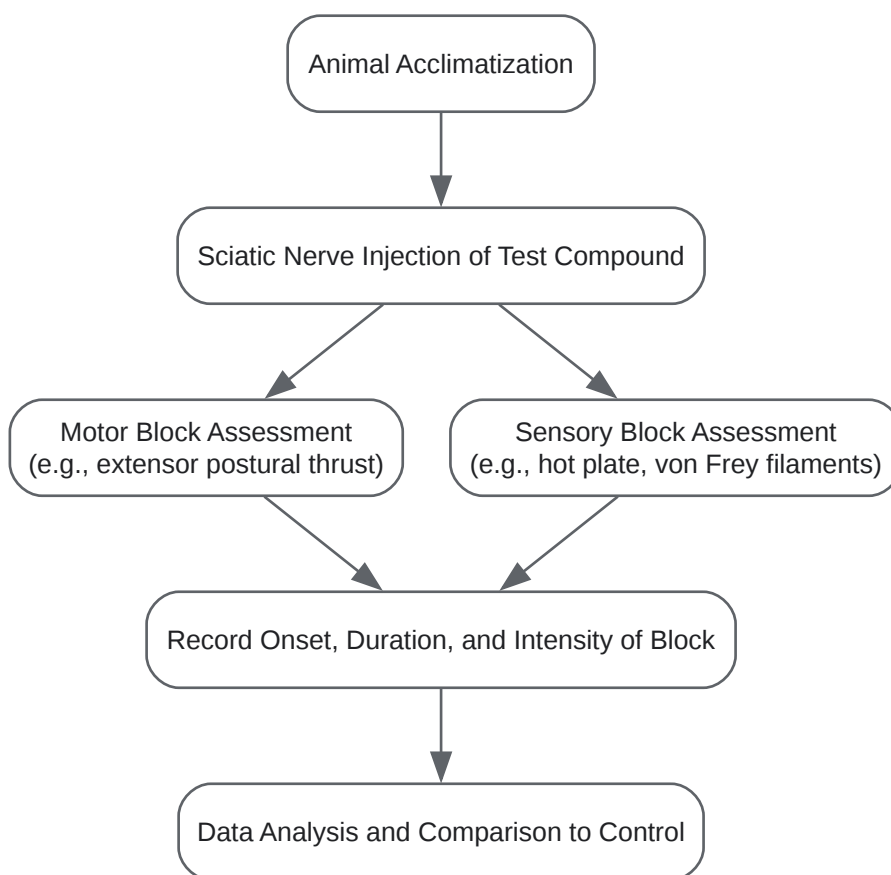 Animal Acclimatization
Sciatic Nerve Injection of Test Compound
Motor Block Assessment
(e.g., extensor postural thrust)
Sensory Block Assessment
(e.g., hot plate, von Frey filaments)
Record Onset, Duration, and Intensity of Block
Data Analysis and Comparison to Control